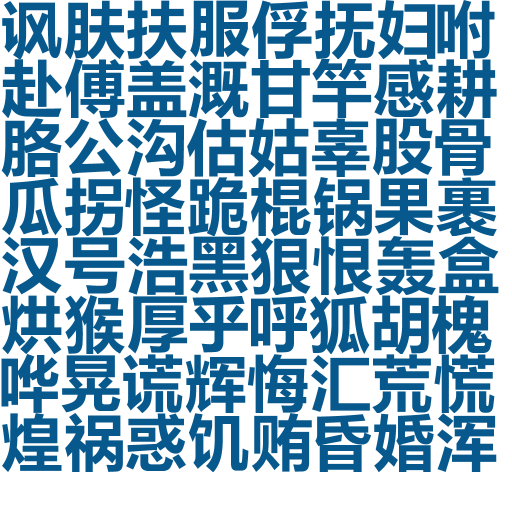 讽肤扶服俘抚妇咐
赴傅盖溉甘竿感耕
胳公沟估姑辜股骨
瓜拐怪跪棍锅果裹
汉号浩黑狠恨轰盒
烘猴厚乎呼狐胡槐
哗晃谎辉悔汇荒慌
煌祸惑饥贿昏婚浑